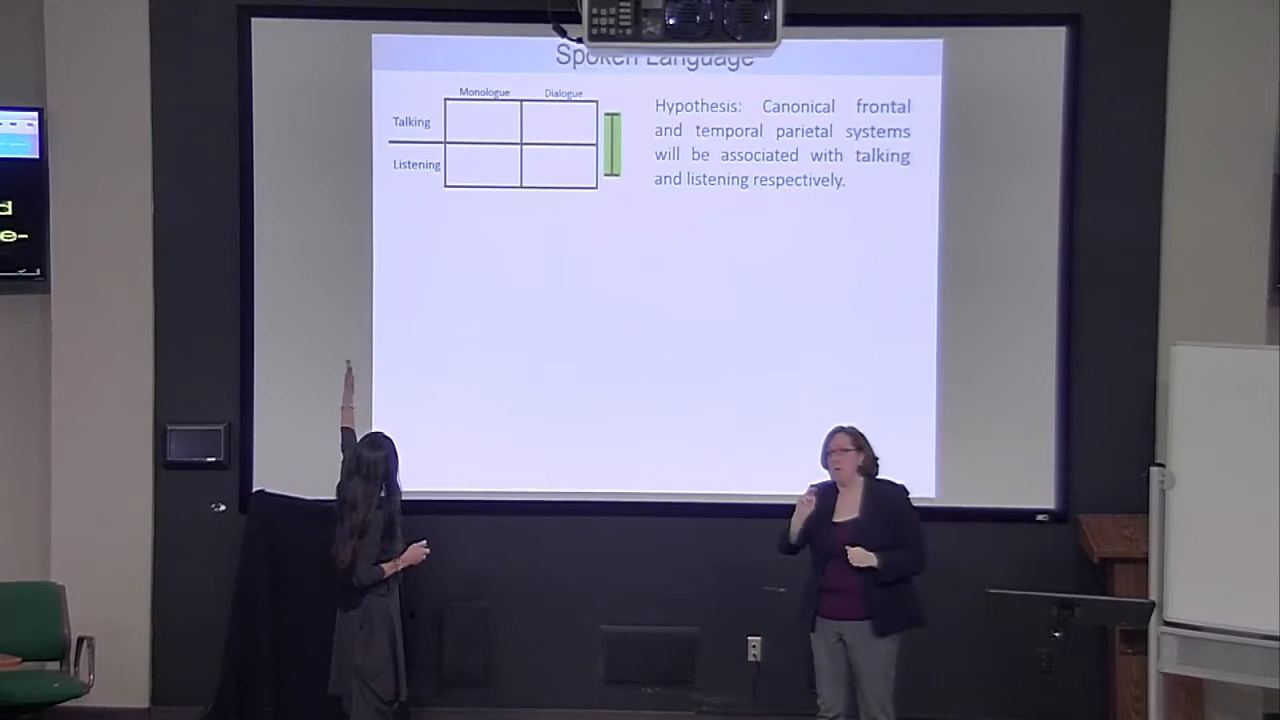 Spoken Language
Monologue Dialogue
Talking
Listening
Hypothesis: Canonical frontal
and temporal parietal systems
will be associated with talking
and listening respectively.
d
e-